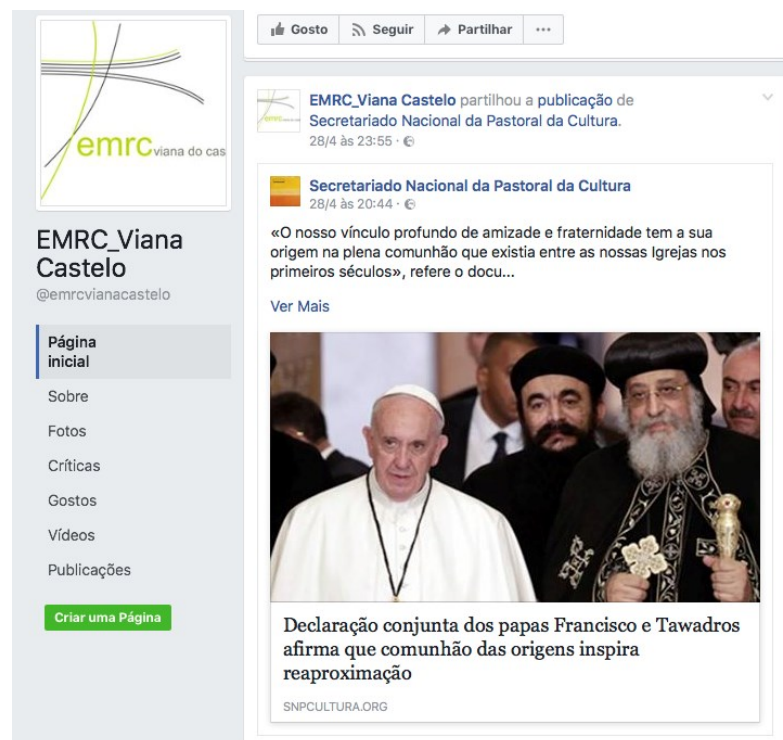 Gosto Seguir Partilhar ...
emrc viana do cas
EMRC_Viana
Castelo
@emrcvianacastelo
Página
inicial
Sobre
Fotos
Críticas
Gostos
Vídeos
Publicações
Criar uma Página
EMRC_Viana Castelo partilhou a publicação de
Secretariado Nacional da Pastoral da Cultura.
28/4 às 23:55 ·
Secretariado Nacional da Pastoral da Cultura
28/4 às 20:44 ·
«O nosso vínculo profundo de amizade e fraternidade tem a sua
origem na plena comunhão que existia entre as nossas Igrejas nos
primeiros séculos», refere o docu...
Ver Mais
Declaração conjunta dos papas Francisco e Tawadros
afirma que comunhão das origens inspira
reaproximação
SNPCULTURA.ORG